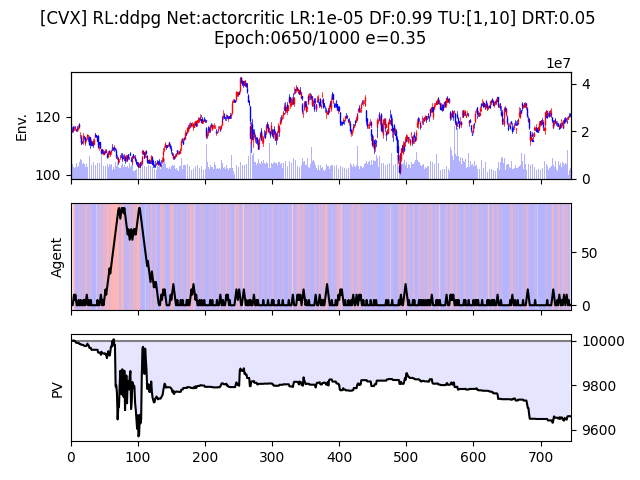 [CVX] RL:ddpg Net:actorcritic LR:1e-05 DF:0.99 TU:[1,10] DRT:0.05
Epoch:0650/1000 e=0.35
1e7
Env.
120
100
4
2
0
Agent
50
0
PV
10000
9800
9600
0 100 200 300 400 500 600 700